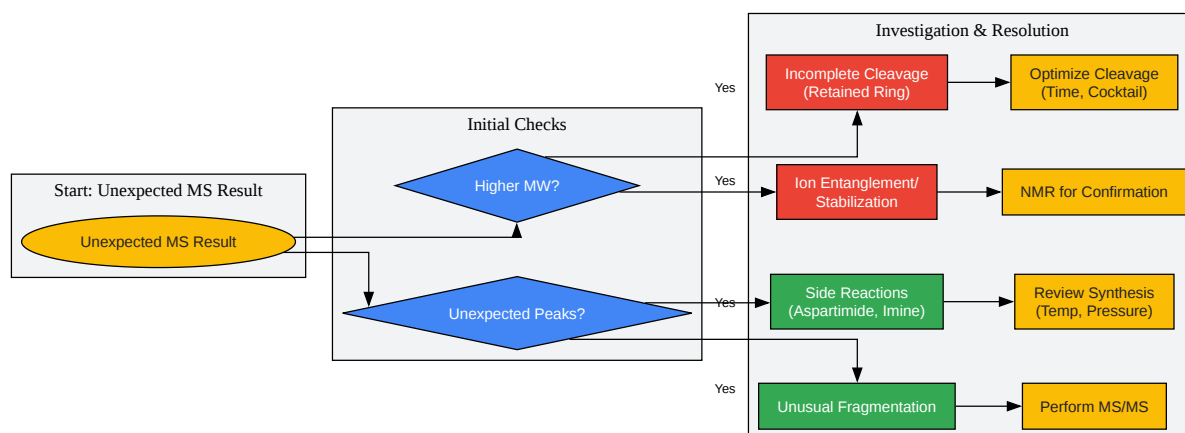 Investigation & Resolution
Yes
Incomplete Cleavage
(Retained Ring)
Optimize Cleavage
(Time, Cocktail)
Initial Checks
Higher MW?
Yes
Ion Entanglement/
Stabilization
NMR for Confirmation
Start: Unexpected MS Result
Unexpected MS Result
Unexpected Peaks?
Yes
Side Reactions
(Aspartimide, Imine)
Review Synthesis
(Temp, Pressure)
Yes
Unusual Fragmentation
Perform MS/MS